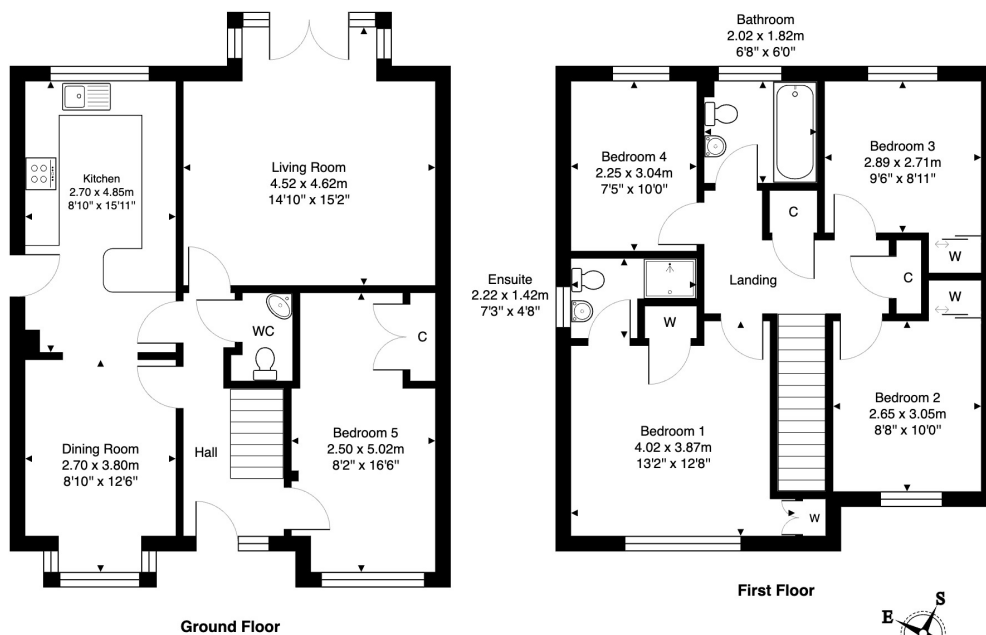 Kitchen
2.70 x 4.85m
8'10" x 15'11"
Living Room
4.52 x 4.62m
14'10" x 15'2"
WC
C
Dining Room
2.70 x 3.80m
8'10" x 12'6"
Hall
Bedroom 5
2.50 x 5.02m
8'2" x 16'6"
Ground Floor
Bathroom
2.02 x 1.82m
6'8" x 6'0"
Bedroom 4
2.25 x 3.04m
7'5" x 10'0"
Bedroom 3
2.89 x 2.71m
9'6" x 8'11"
C
W
Ensuite
2.22 x 1.42m
7'3" x 4'8"
Landing
C
W
W
Bedroom 1
4.02 x 3.87m
13'2" x 12'8"
Bedroom 2
2.65 x 3.05m
8'8" x 10'0"
W
First Floor
S
E